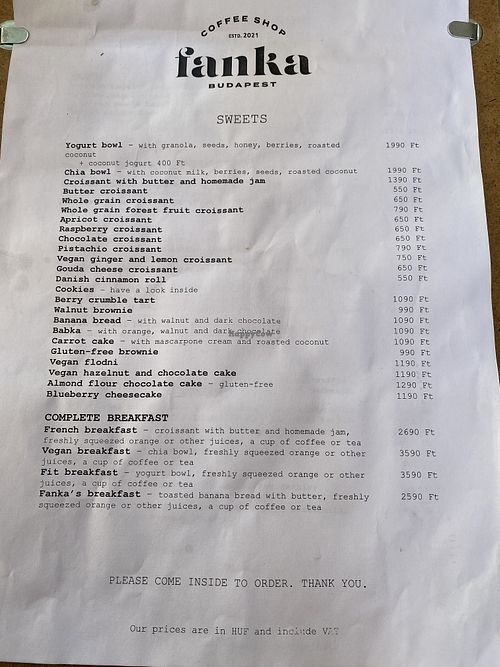 COFFEE SHOP
ESTD. 2021
fanka
BUDAPEST
SWEETS
Yogurt bowl - with granola, seeds, honey, berries, roasted 1990 Ft
coconut
+ coconut jogurt 400 Ft
Chia bowl - with coconut milk, berries, seeds, roasted coconut 1990 Ft
Croissant with butter and homemade jam 1390 Ft
Butter croissant 550 Ft
Whole grain croissant 650 Ft
Whole grain forest fruit croissant 790 Ft
Apricot croissant 650 Ft
Raspberry croissant 650 Ft
Chocolate croissant 650 Ft
Pistachio croissant 790 Ft
Vegan ginger and lemon croissant 750 Ft
Gouda cheese croissant 650 Ft
Danish cinnamon roll 550 Ft
Cookies - have a look inside
Berry crumble tart 1090 Ft
Walnut brownie 990 Ft
Banana bread - with walnut and dark chocolate 1090 Ft
Babka - with orange, walnut and dark chocolate 1090 Ft
HappyCow
Carrot cake - with mascarpone cream and roasted coconut 1090 Ft
Gluten-free brownie 990 Ft
Vegan flodni 1190 Ft
Vegan hazelnut and chocolate cake 1190 Ft
Almond flour chocolate cake - gluten-free 1290 Ft
Blueberry cheesecake 1190 Ft
COMPLETE BREAKFAST
French breakfast - croissant with butter and homemade jam, 2690 Ft
freshly squeezed orange or other juices, a cup of coffee or tea
Vegan breakfast - chia bowl, freshly squeezed orange or other 3590 Ft
juices, a cup of coffee or tea
Fit breakfast - yogurt bowl, freshly squeezed orange or other 3590 Ft
juices, a cup of coffee or tea
Fanka's breakfast - toasted banana bread with butter, freshly 2590 Ft
squeezed orange or other juices, a cup of coffee or tea
PLEASE COME INSIDE TO ORDER. THANK YOU.
Our prices are in HUF and include VAT